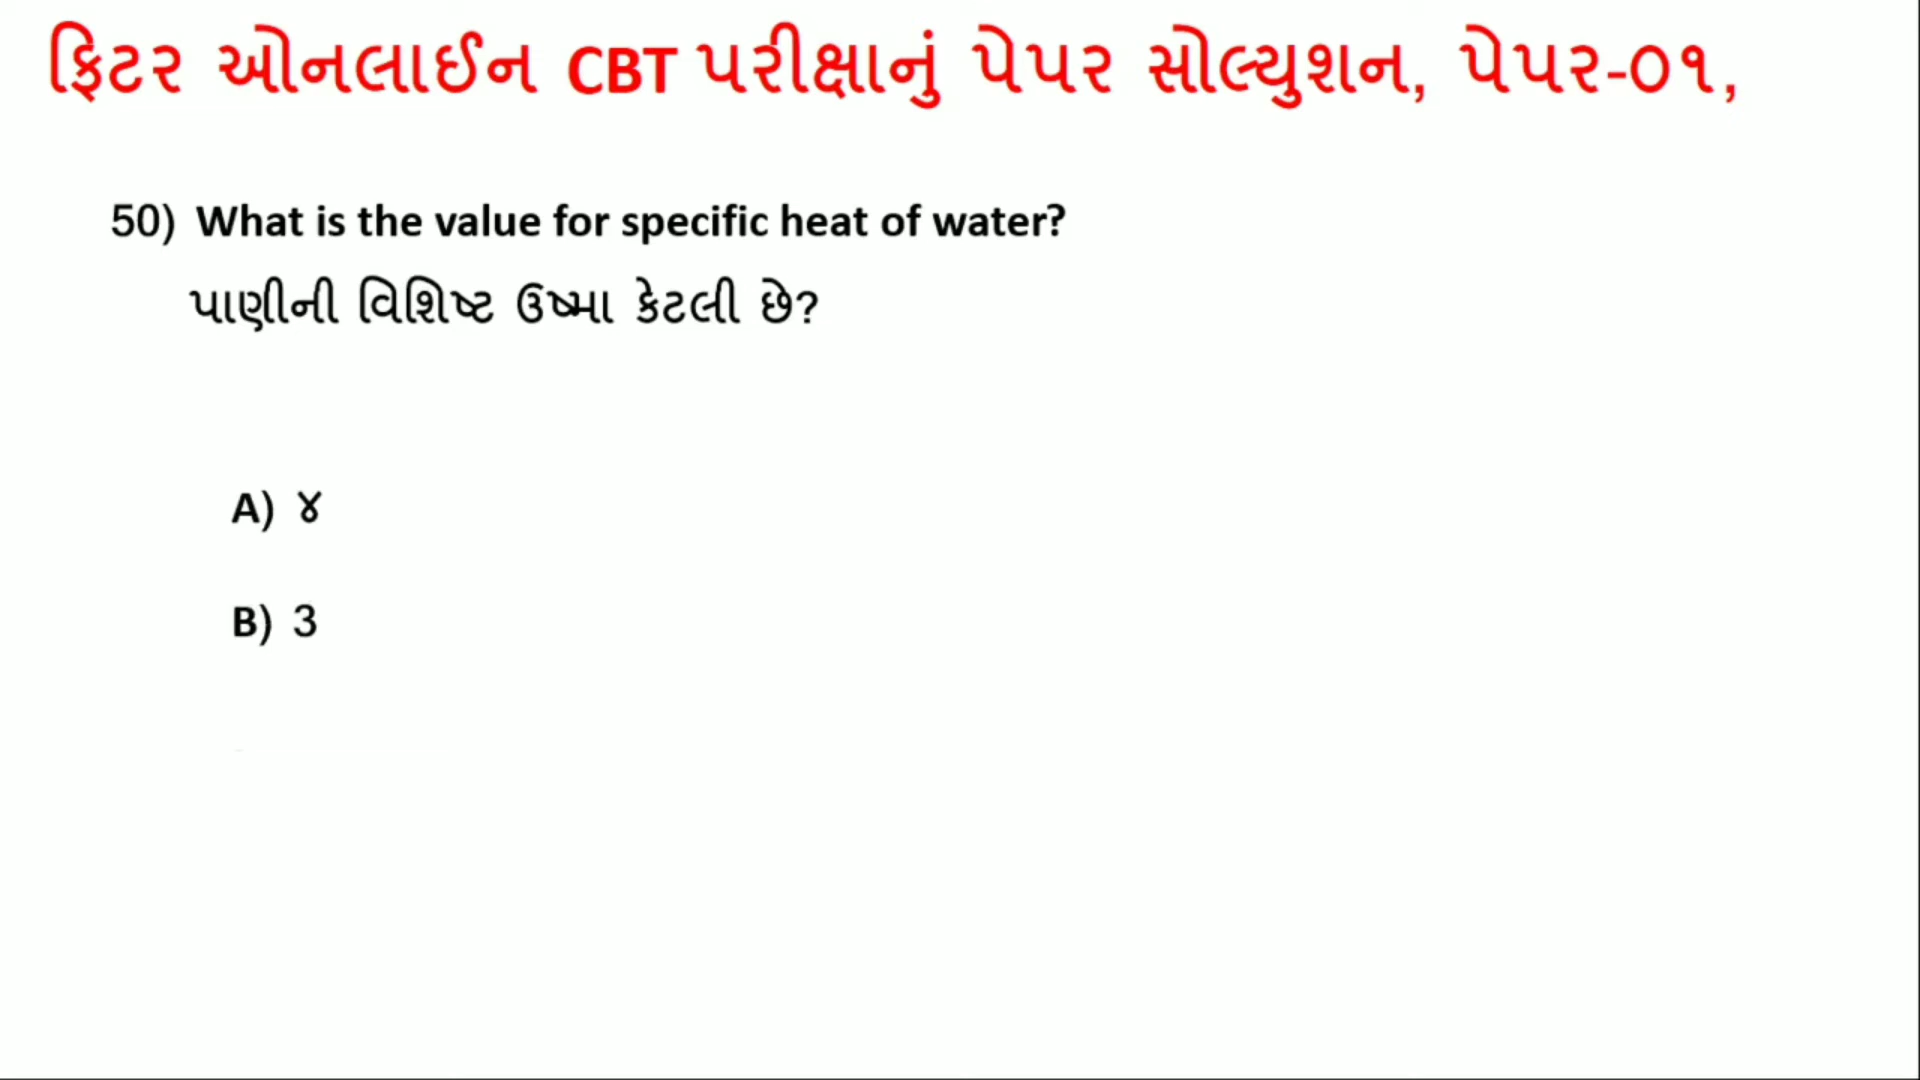 ફિટર ઓનલાઈન CBT પરીક્ષાનું પેપર સોલ્યુશન, પેપર-૦૧,
50) What is the value for specific heat of water?
પાણીની વિશિષ્ટ ઉષ્મા કેટલી છે?
A) ૪
B) 3